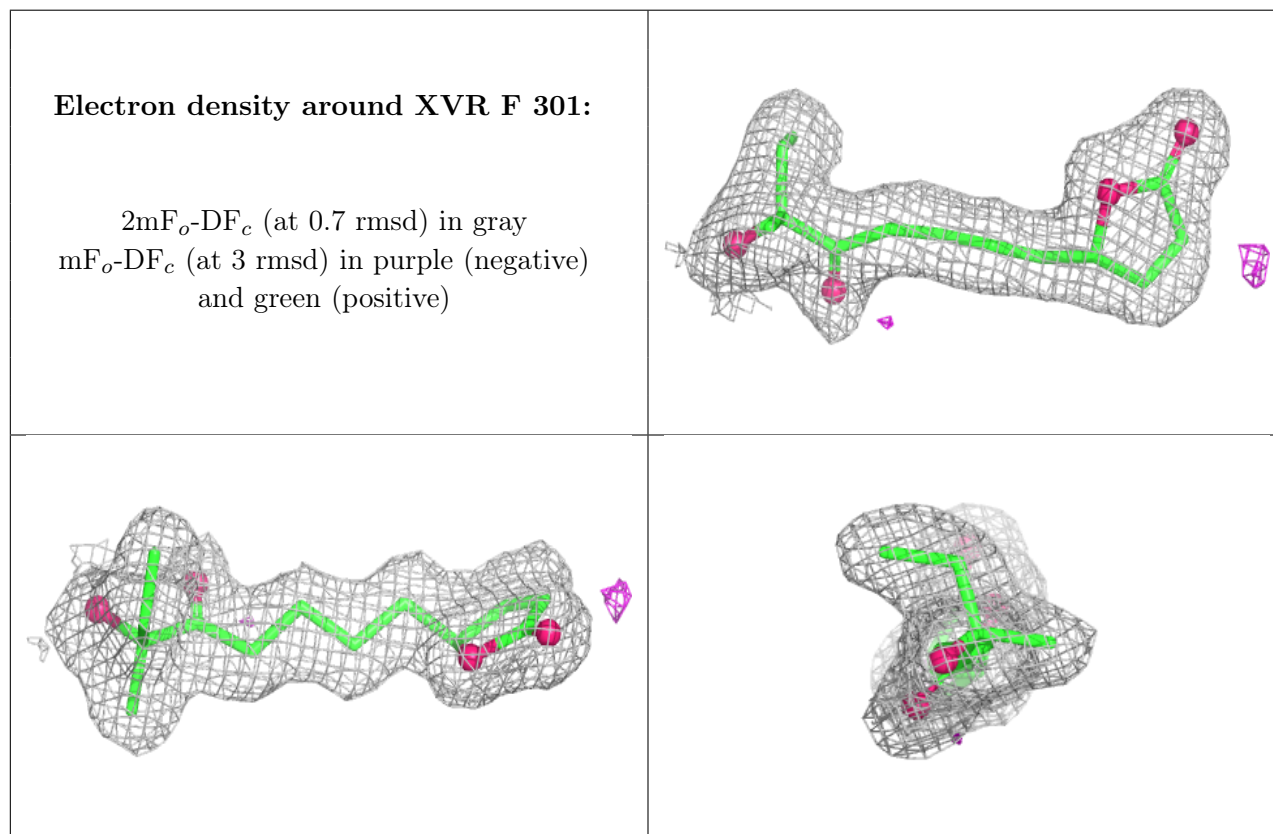 Electron density around XVR F 301:
2mFo-DFc (at 0.7 rmsd) in gray
mFo-DFc (at 3 rmsd) in purple (negative)
and green (positive)